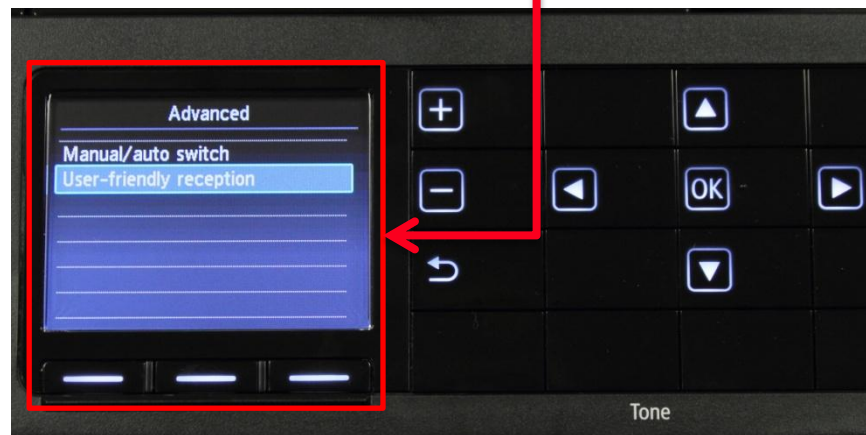 Advanced
Manual/auto switch
User-friendly reception
OK
Tone